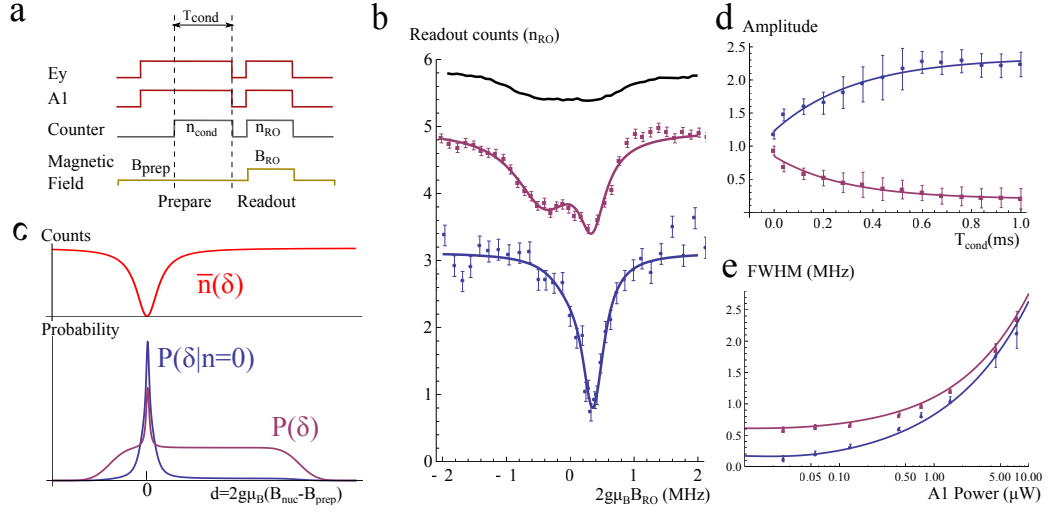 a
T_cond
Ey
A1
Counter
n_cond
n_RO
Magnetic
Field
B_prep
B_RO
Prepare
Readout
b
Readout counts (n_RO)
6
5
4
3
2
1
0
-2
- 1
0
1
2
2gμ_B B_RO (MHz)
c
Counts
n̅(δ)
Probability
P(δ|n=0)
P(δ)
0
d=2gμ_B(B_nuc-B_prep)
d
Amplitude
2.5
2.0
1.5
1.0
0.5
0.0
0.2
0.4
0.6
0.8
1.0
T_cond(ms)
e
FWHM (MHz)
2.5
2.0
1.5
1.0
0.5
0.0
0.05
0.10
0.50
1.00
5.00
10.00
A1 Power (μW)